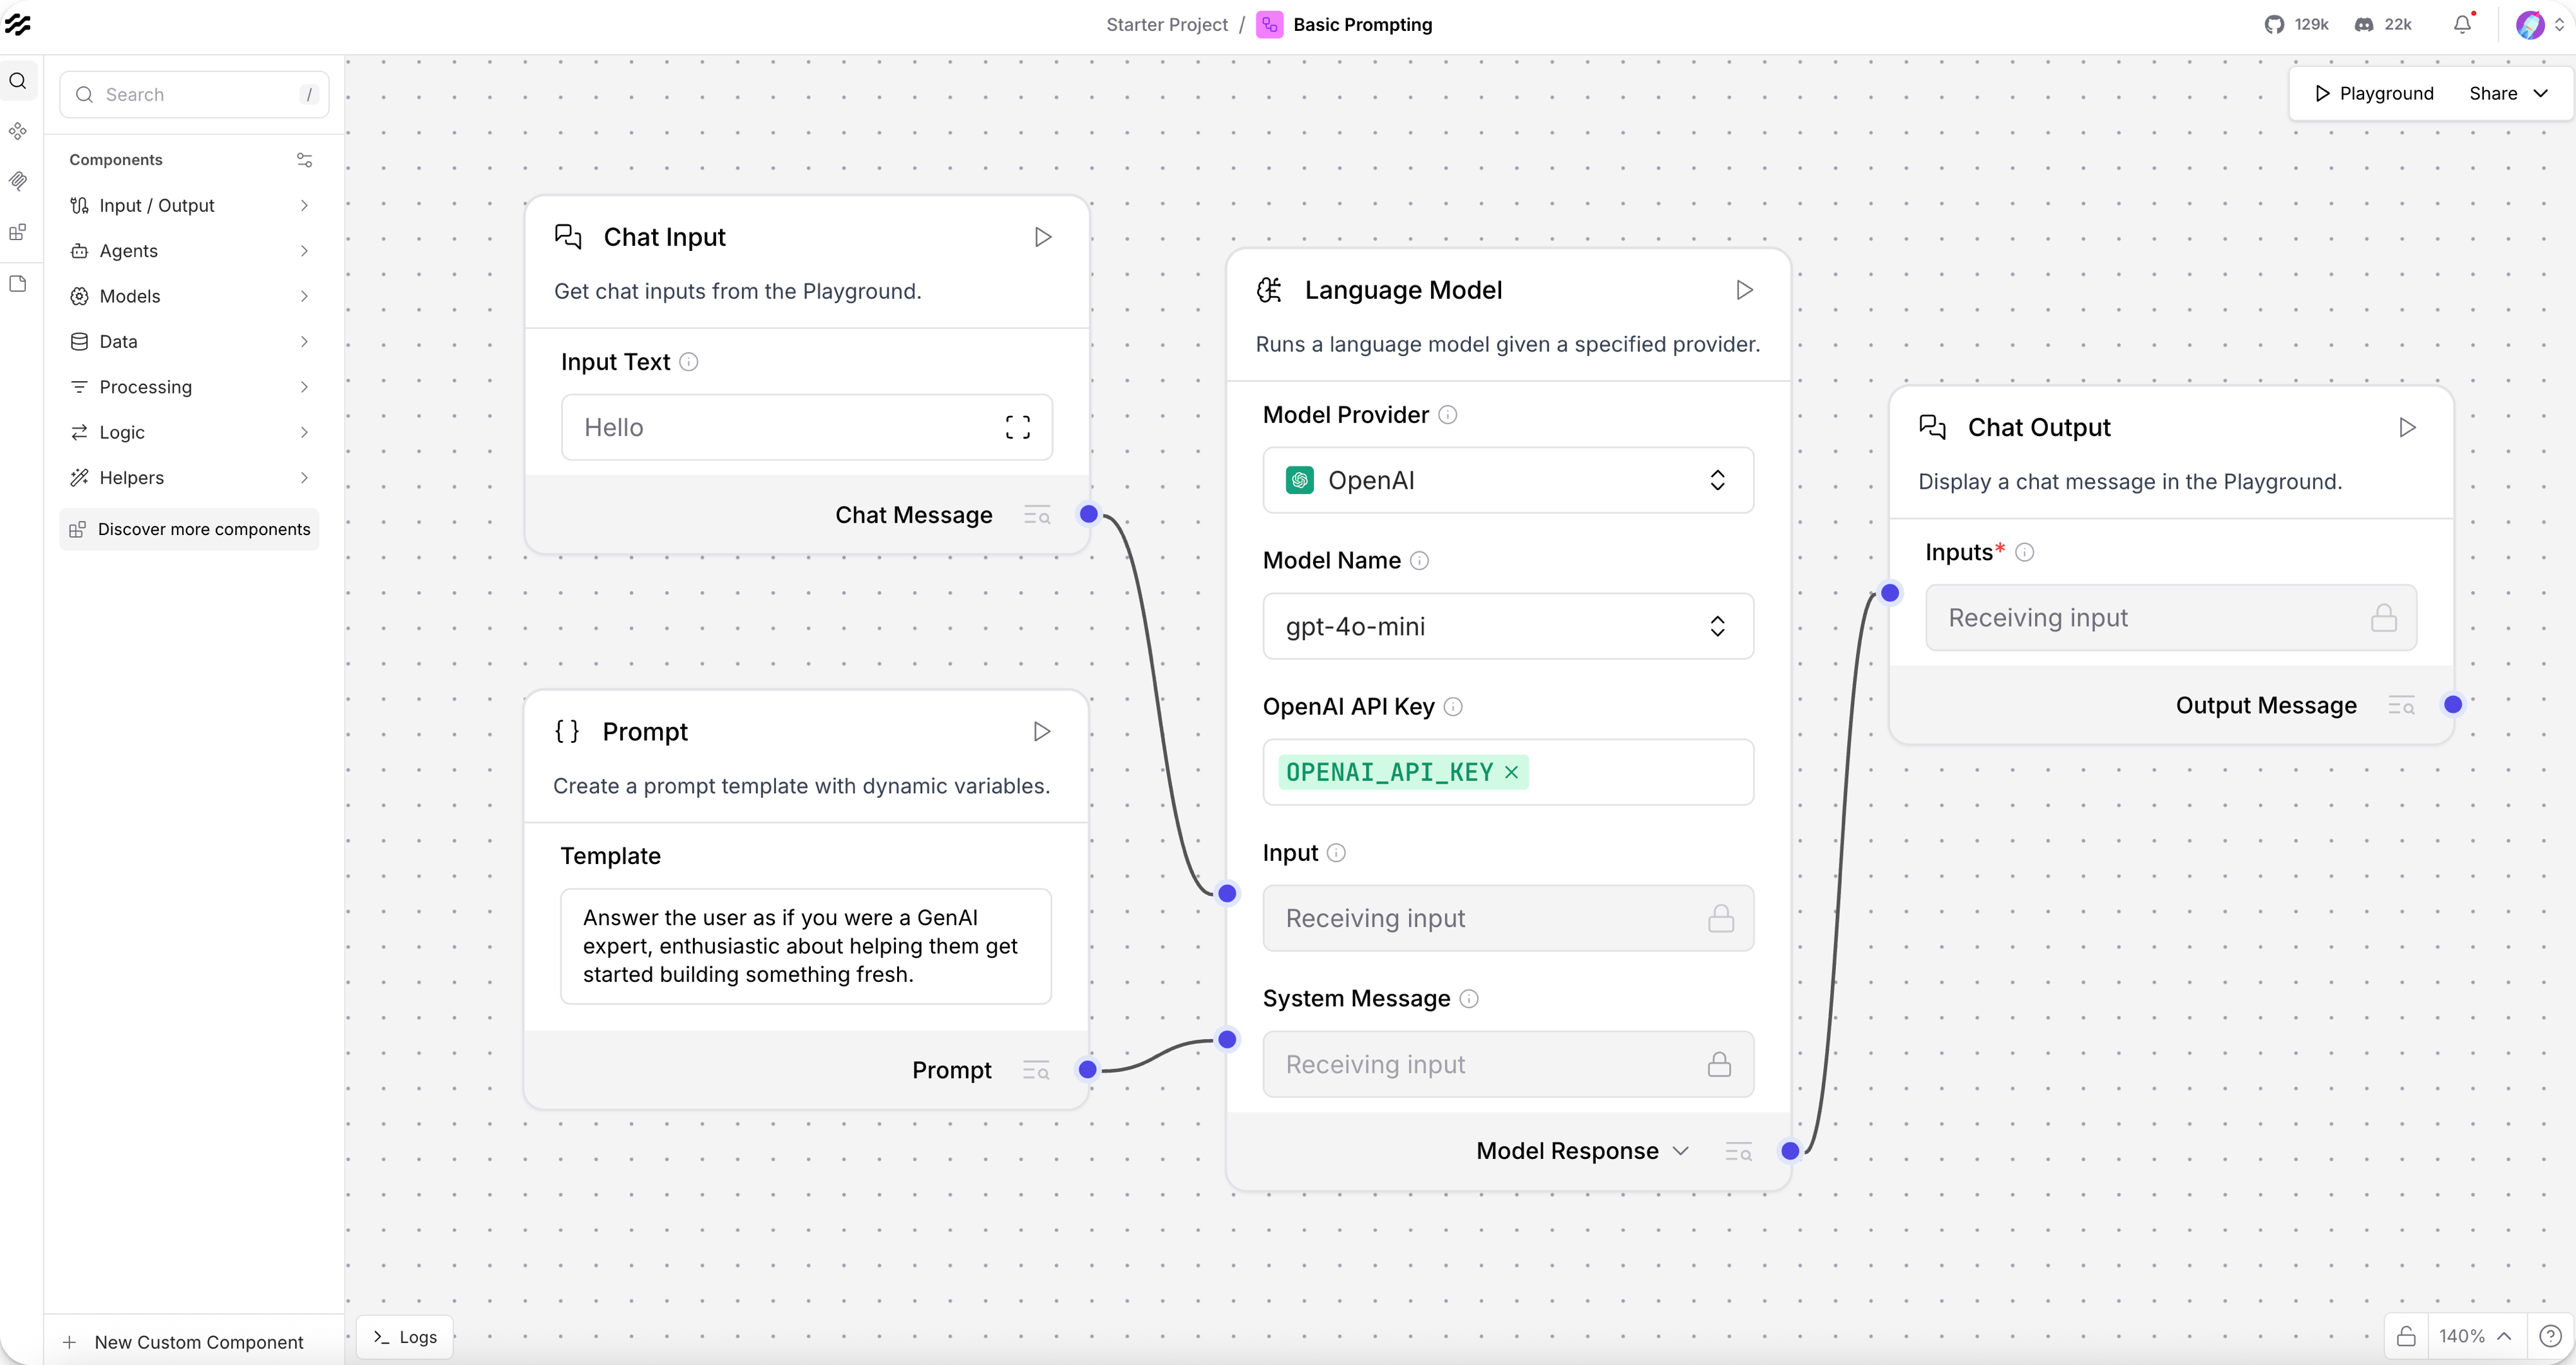 Starter Project / Basic Prompting
129k
22k
Search /
Components
Input / Output
Agents
Models
Data
Processing
Logic
Helpers
Discover more components
New Custom Component
Playground
Share
Chat Input
Get chat inputs from the Playground.
Input Text
Hello
Chat Message
Prompt
Create a prompt template with dynamic variables.
Template
Answer the user as if you were a GenAI
expert, enthusiastic about helping them get
started building something fresh.
Prompt
Language Model
Runs a language model given a specified provider.
Model Provider
OpenAI
Model Name
gpt-4o-mini
OpenAI API Key
OPENAI_API_KEY
Input
Receiving input
System Message
Receiving input
Model Response
Chat Output
Display a chat message in the Playground.
Inputs*
Receiving input
Output Message
Logs
140%